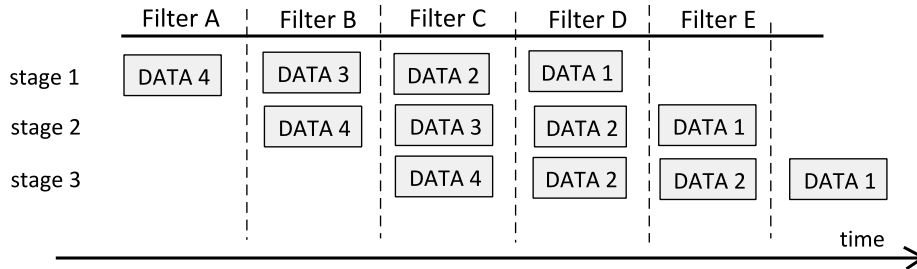 Filter A Filter B Filter C Filter D Filter E
stage 1 DATA 4 DATA 3 DATA 2 DATA 1
stage 2 DATA 4 DATA 3 DATA 2 DATA 1
stage 3 DATA 4 DATA 2 DATA 2 DATA 1
time